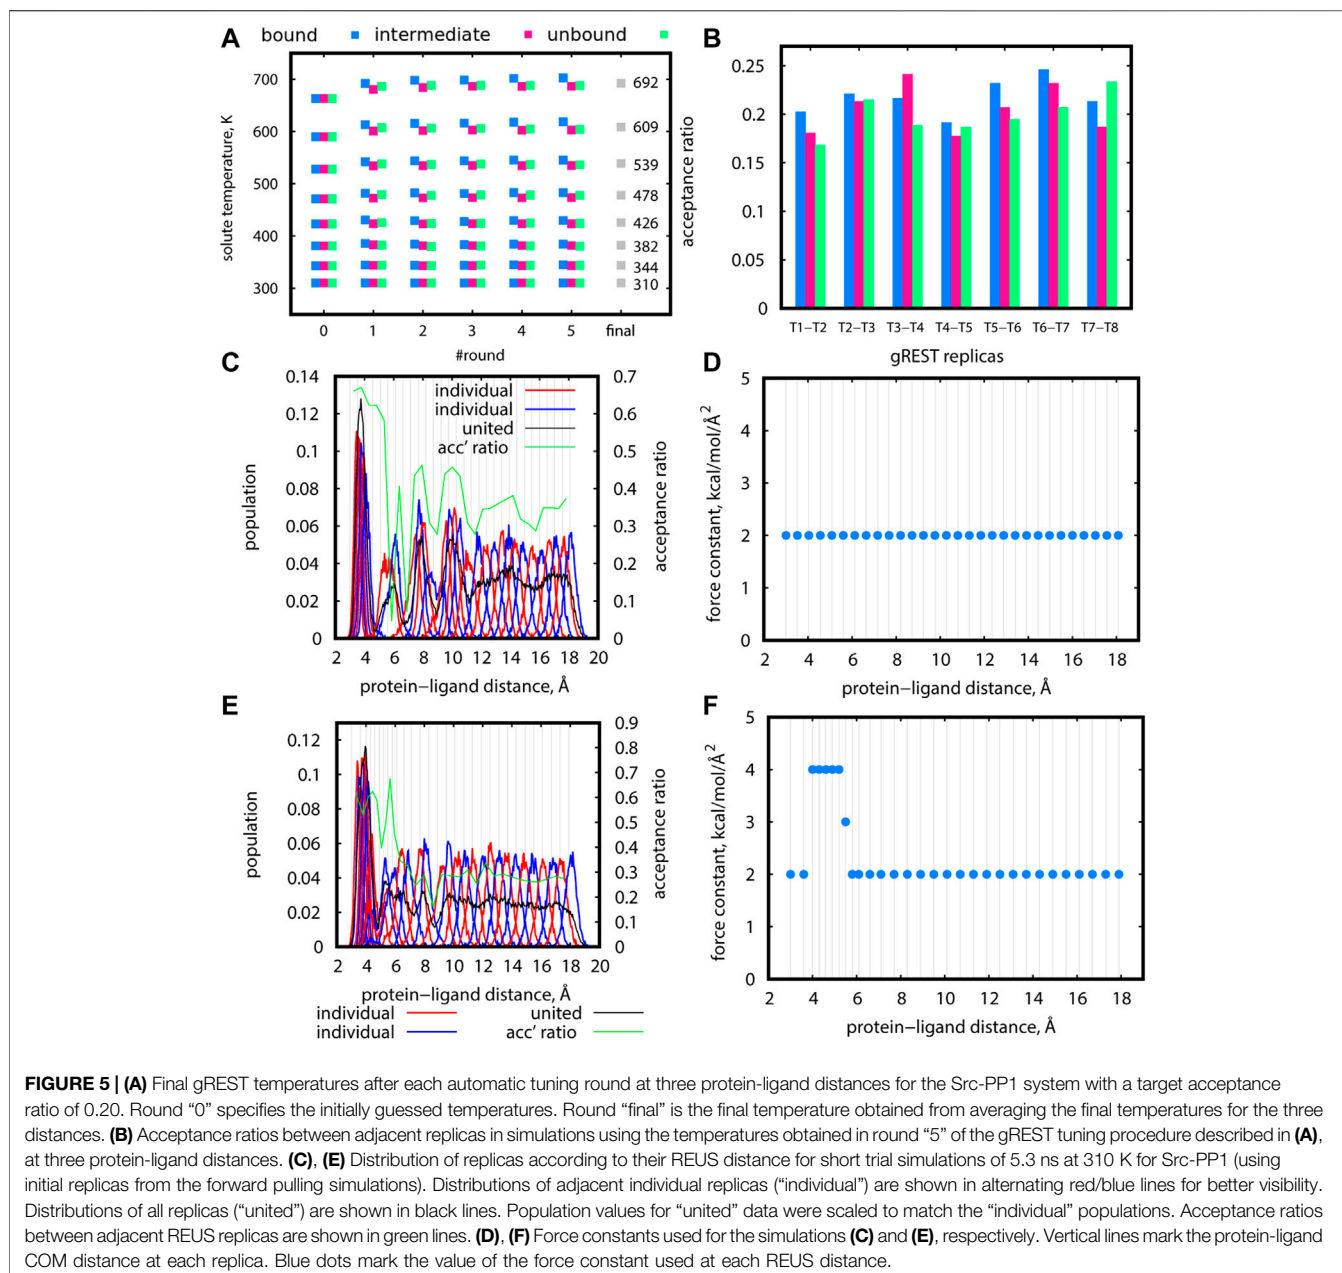 A
bound
intermediate
unbound
solute temperature, K
700
600
500
400
300
692
609
539
478
426
382
344
310
0 1 2 3 4 5 final
#round
B
acceptance ratio
0.25
0.2
0.15
0.1
0.05
0
T1−T2 T2−T3 T3−T4 T4−T5 T5−T6 T6−T7 T7−T8
gREST replicas
C
population
0.14
0.12
0.1
0.08
0.06
0.04
0.02
0
individual
individual
united
acc’ ratio
0.7
0.6
0.5
0.4
0.3
0.2
0.1
0
acceptance ratio
2 4 6 8 10 12 14 16 18 20
protein−ligand distance, Å
D
force constant, kcal/mol/Å²
5
4
3
2
1
0
2 4 6 8 10 12 14 16 18
protein−ligand distance, Å
E
population
0.12
0.1
0.08
0.06
0.04
0.02
0
0.9
0.8
0.7
0.6
0.5
0.4
0.3
0.2
0.1
0
acceptance ratio
2 4 6 8 10 12 14 16 18 20
protein−ligand distance, Å
individual united
individual acc’ ratio
F
force constant, kcal/mol/Å²
5
4
3
2
1
0
2 4 6 8 10 12 14 16 18
protein−ligand distance, Å
FIGURE 5 | (A) Final gREST temperatures after each automatic tuning round at three protein-ligand distances for the Src-PP1 system with a target acceptance
ratio of 0.20. Round “0” specifies the initially guessed temperatures. Round “final” is the final temperature obtained from averaging the final temperatures for the three
distances. (B) Acceptance ratios between adjacent replicas in simulations using the temperatures obtained in round “5” of the gREST tuning procedure described in (A),
at three protein-ligand distances. (C), (E) Distribution of replicas according to their REUS distance for short trial simulations of 5.3 ns at 310 K for Src-PP1 (using
initial replicas from the forward pulling simulations). Distributions of adjacent individual replicas (“individual”) are shown in alternating red/blue lines for better visibility.
Distributions of all replicas (“united”) are shown in black lines. Population values for “united” data were scaled to match the “individual” populations. Acceptance ratios
between adjacent REUS replicas are shown in green lines. (D), (F) Force constants used for the simulations (C) and (E), respectively. Vertical lines mark the protein-ligand
COM distance at each replica. Blue dots mark the value of the force constant used at each REUS distance.